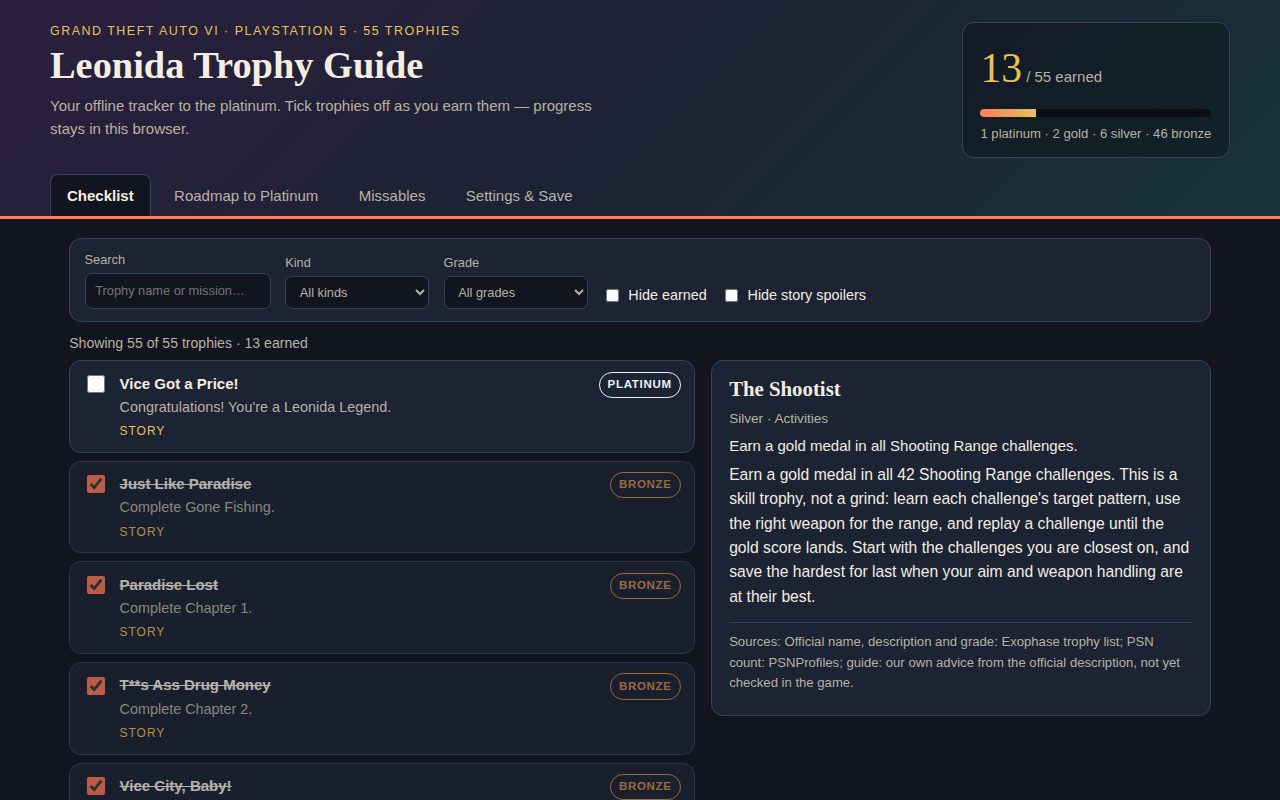 GRAND THEFT AUTO VI · PLAYSTATION 5 · 55 TROPHIES
Leonida Trophy Guide
Your offline tracker to the platinum. Tick trophies off as you earn them — progress
stays in this browser.
13 / 55 earned
1 platinum · 2 gold · 6 silver · 46 bronze
Checklist
Roadmap to Platinum
Missables
Settings & Save
Search
Trophy name or mission…
Kind
All kinds
Grade
All grades
Hide earned
Hide story spoilers
Showing 55 of 55 trophies · 13 earned
Vice Got a Price!
PLATINUM
Congratulations! You're a Leonida Legend.
STORY
Just Like Paradise
BRONZE
Complete Gone Fishing.
STORY
Paradise Lost
BRONZE
Complete Chapter 1.
STORY
T**s Ass Drug Money
BRONZE
Complete Chapter 2.
STORY
Vice City, Baby!
BRONZE
The Shootist
Silver · Activities
Earn a gold medal in all Shooting Range challenges.
Earn a gold medal in all 42 Shooting Range challenges. This is a
skill trophy, not a grind: learn each challenge's target pattern, use
the right weapon for the range, and replay a challenge until the
gold score lands. Start with the challenges you are closest on, and
save the hardest for last when your aim and weapon handling are
at their best.
Sources: Official name, description and grade: Exophase trophy list; PSN
count: PSNProfiles; guide: our own advice from the official description, not yet
checked in the game.